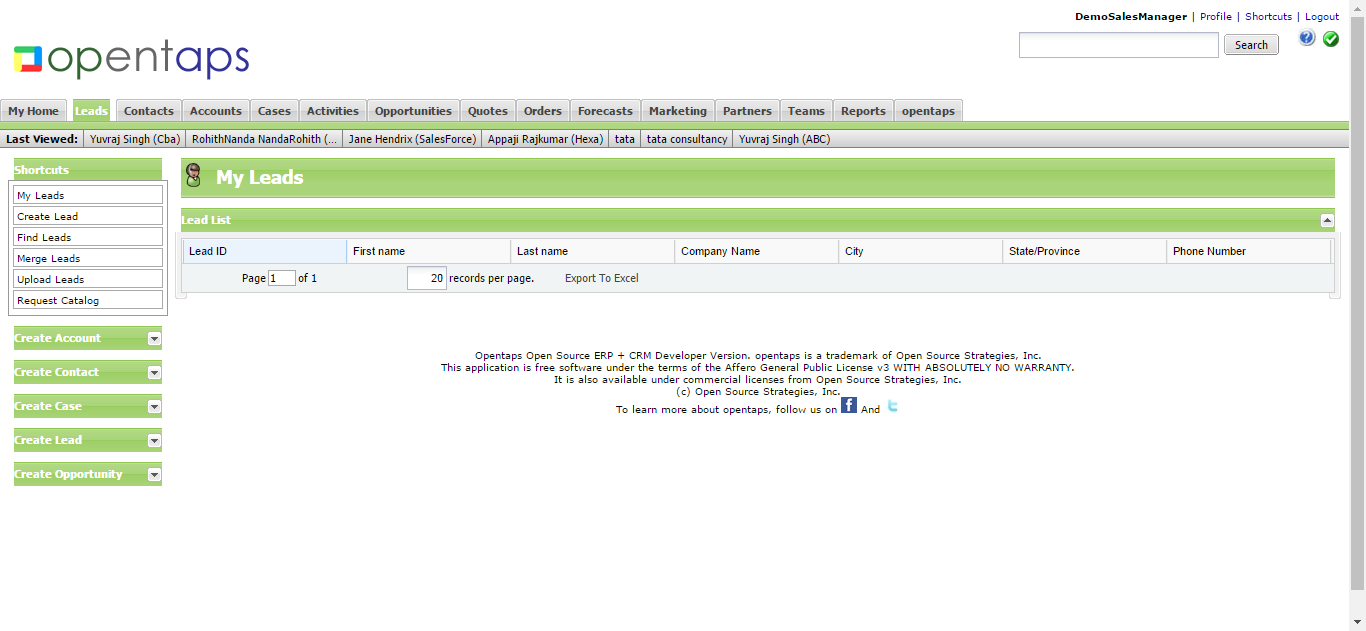 DemoSalesManager | Profile | Shortcuts | Logout
opentaps
Search
My Home Leads Contacts Accounts Cases Activities Opportunities Quotes Orders Forecasts Marketing Partners Teams Reports opentaps
Last Viewed: Yuvraj Singh (Cba) RohithNanda NandaRohith (... Jane Hendrix (SalesForce) Appaji Rajkumar (Hexa) tata tata consultancy Yuvraj Singh (ABC)
Shortcuts
My Leads
Create Lead
Find Leads
Merge Leads
Upload Leads
Request Catalog
Create Account
Create Contact
Create Case
Create Lead
Create Opportunity
My Leads
Lead List
Lead ID First name Last name Company Name City State/Province Phone Number
Page 1 of 1 20 records per page. Export To Excel
Opentaps Open Source ERP + CRM Developer Version. opentaps is a trademark of Open Source Strategies, Inc.
This application is free software under the terms of the Affero General Public License v3 WITH ABSOLUTELY NO WARRANTY.
It is also available under commercial licenses from Open Source Strategies, Inc.
(c) Open Source Strategies, Inc.
To learn more about opentaps, follow us on f And t